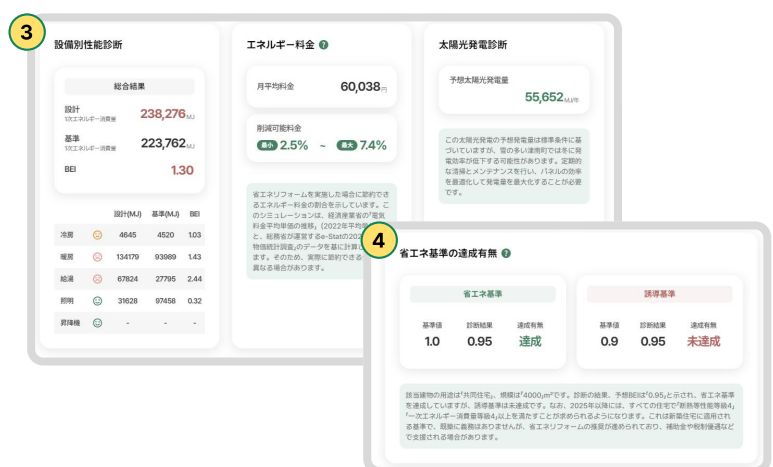 3
設備別性能診断
総合結果
設計
1次エネルギー消費量
238,276 MJ
基準
1次エネルギー消費量
223,762 MJ
BEI
1.30
設計(MJ) 基準(MJ) BEI
冷房 4645 4520 1.03
暖房 134179 93989 1.43
給湯 67824 27795 2.44
照明 31628 97458 0.32
昇降機 - - -
エネルギー料金 ?
月平均料金 60,038円
削減可能料金
最小 2.5% ~ 最大 7.4%
省エネリフォームを実施した場合に節約でき
るエネルギー料金の割合を示しています。こ
のシミュレーションは、経済産業省の「電気
料金平均単価の推移」(2022年平均
と、総務省が運営するe-Statの202
物価統計調査」のデータを基に計算
ます。そのため、実際に節約できる
異なる場合があります。
太陽光発電診断
予想太陽光発電量
55,652 MJ/年
この太陽光発電の予想発電量は標準条件に基
づいていますが、雪の多い津南町では冬に発
電効率が低下する可能性があります。定期的
な清掃とメンテナンスを行い、パネルの効率
を最適化して発電量を最大化することが必要
です。
4
省エネ基準の達成有無 ?
省エネ基準
基準値 診断結果 達成有無
1.0 0.95 達成
誘導基準
基準値 診断結果 達成有無
0.9 0.95 未達成
該当建物の用途は「共同住宅」、規模は「4000」m²です。診断の結果、予想BEIは「0.95」と示され、省エネ基準
を達成していますが、誘導基準は未達成です。なお、2025年以降には、すべての住宅で「断熱等性能等級4」
「一次エネルギー消費量等級4」以上を満たすことが求められるようになります。これは新築住宅に適用され
る基準で、既築に義務はありませんが、省エネリフォームの推奨が進められており、補助金や税制優遇など
で支援される場合があります。